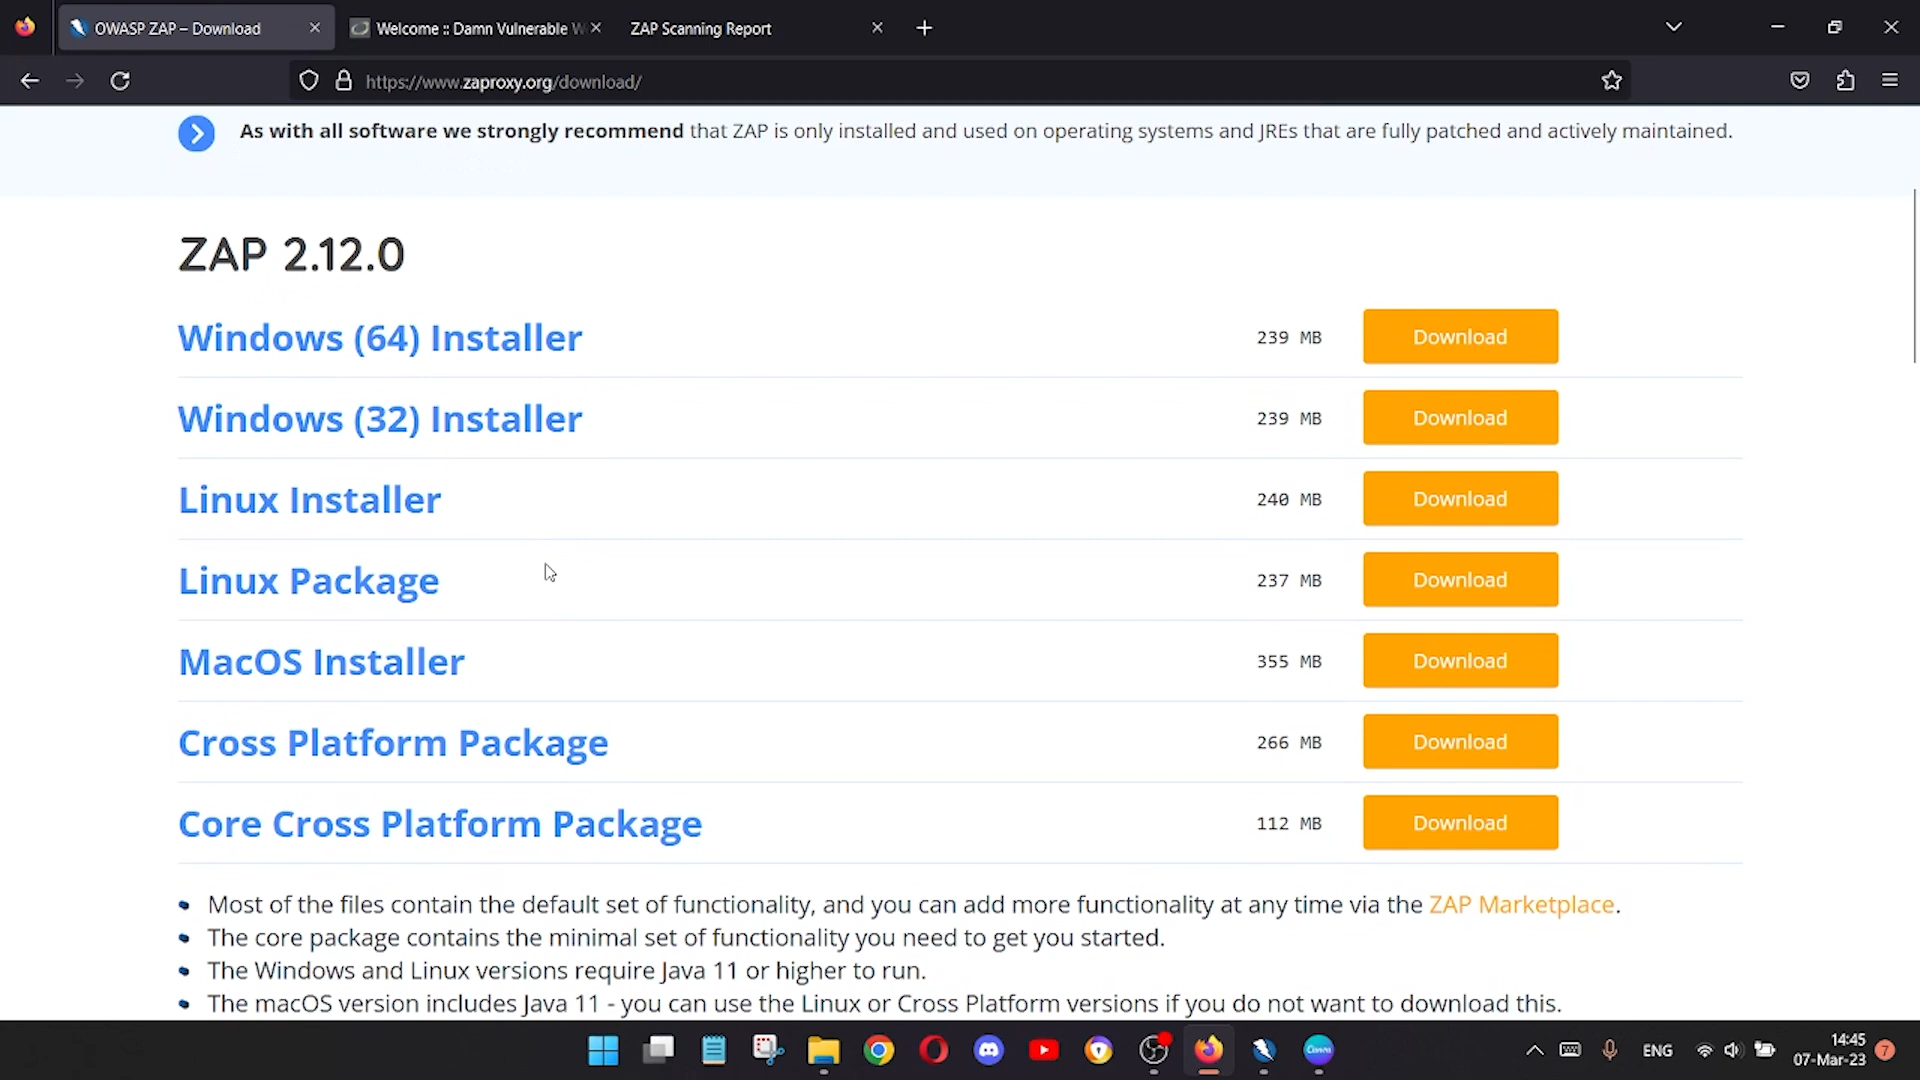 OWASP ZAP – Download
Welcome :: Damn Vulnerable W
ZAP Scanning Report
https://www.zaproxy.org/download/
As with all software we strongly recommend that ZAP is only installed and used on operating systems and JREs that are fully patched and actively maintained.
ZAP 2.12.0
Windows (64) Installer 239 MB Download
Windows (32) Installer 239 MB Download
Linux Installer 240 MB Download
Linux Package 237 MB Download
MacOS Installer 355 MB Download
Cross Platform Package 266 MB Download
Core Cross Platform Package 112 MB Download
Most of the files contain the default set of functionality, and you can add more functionality at any time via the ZAP Marketplace.
The core package contains the minimal set of functionality you need to get you started.
The Windows and Linux versions require Java 11 or higher to run.
The macOS version includes Java 11 - you can use the Linux or Cross Platform versions if you do not want to download this.
Canva
ENG
14:45
07-Mar-23
7